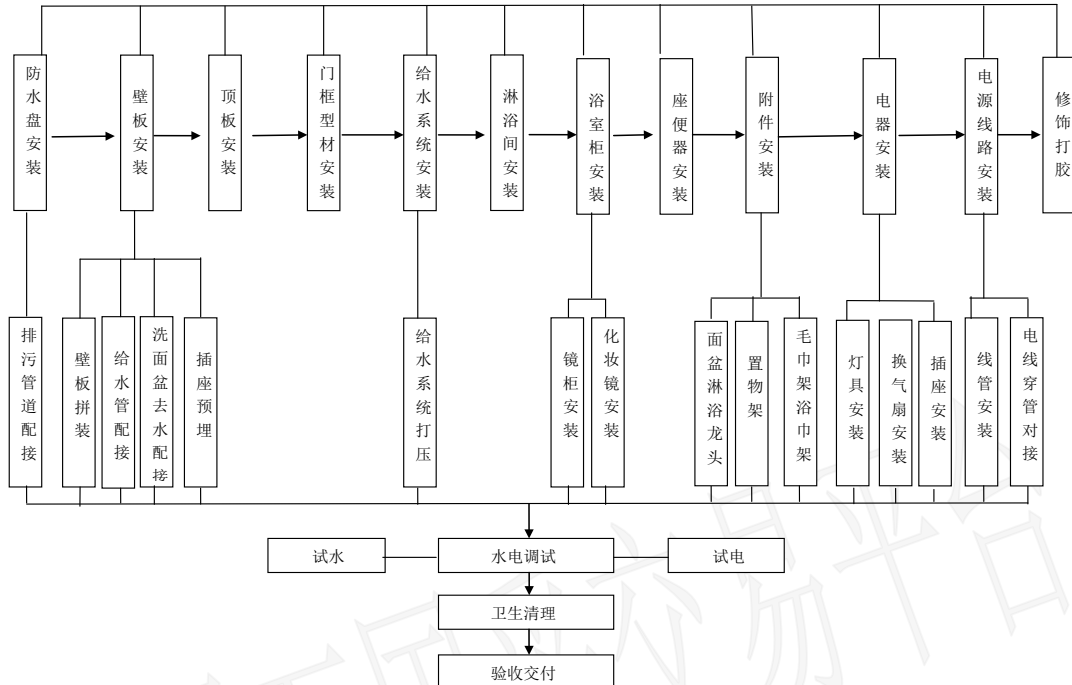 防水盘安装
壁板安装
顶板安装
门框型材安装
给水系统安装
淋浴间安装
浴室柜安装
座便器安装
附件安装
电器安装
电源线路安装
修饰打胶
排污管道配接
壁板拼装
给水管配接
洗面盆去水配接
插座预埋
给水系统打压
镜柜安装
化妆镜安装
面盆淋浴龙头
置物架
毛巾架浴巾架
灯具安装
换气扇安装
插座安装
线管安装
电线穿管对接
试水
水电调试
试电
卫生清理
验收交付
交易平台